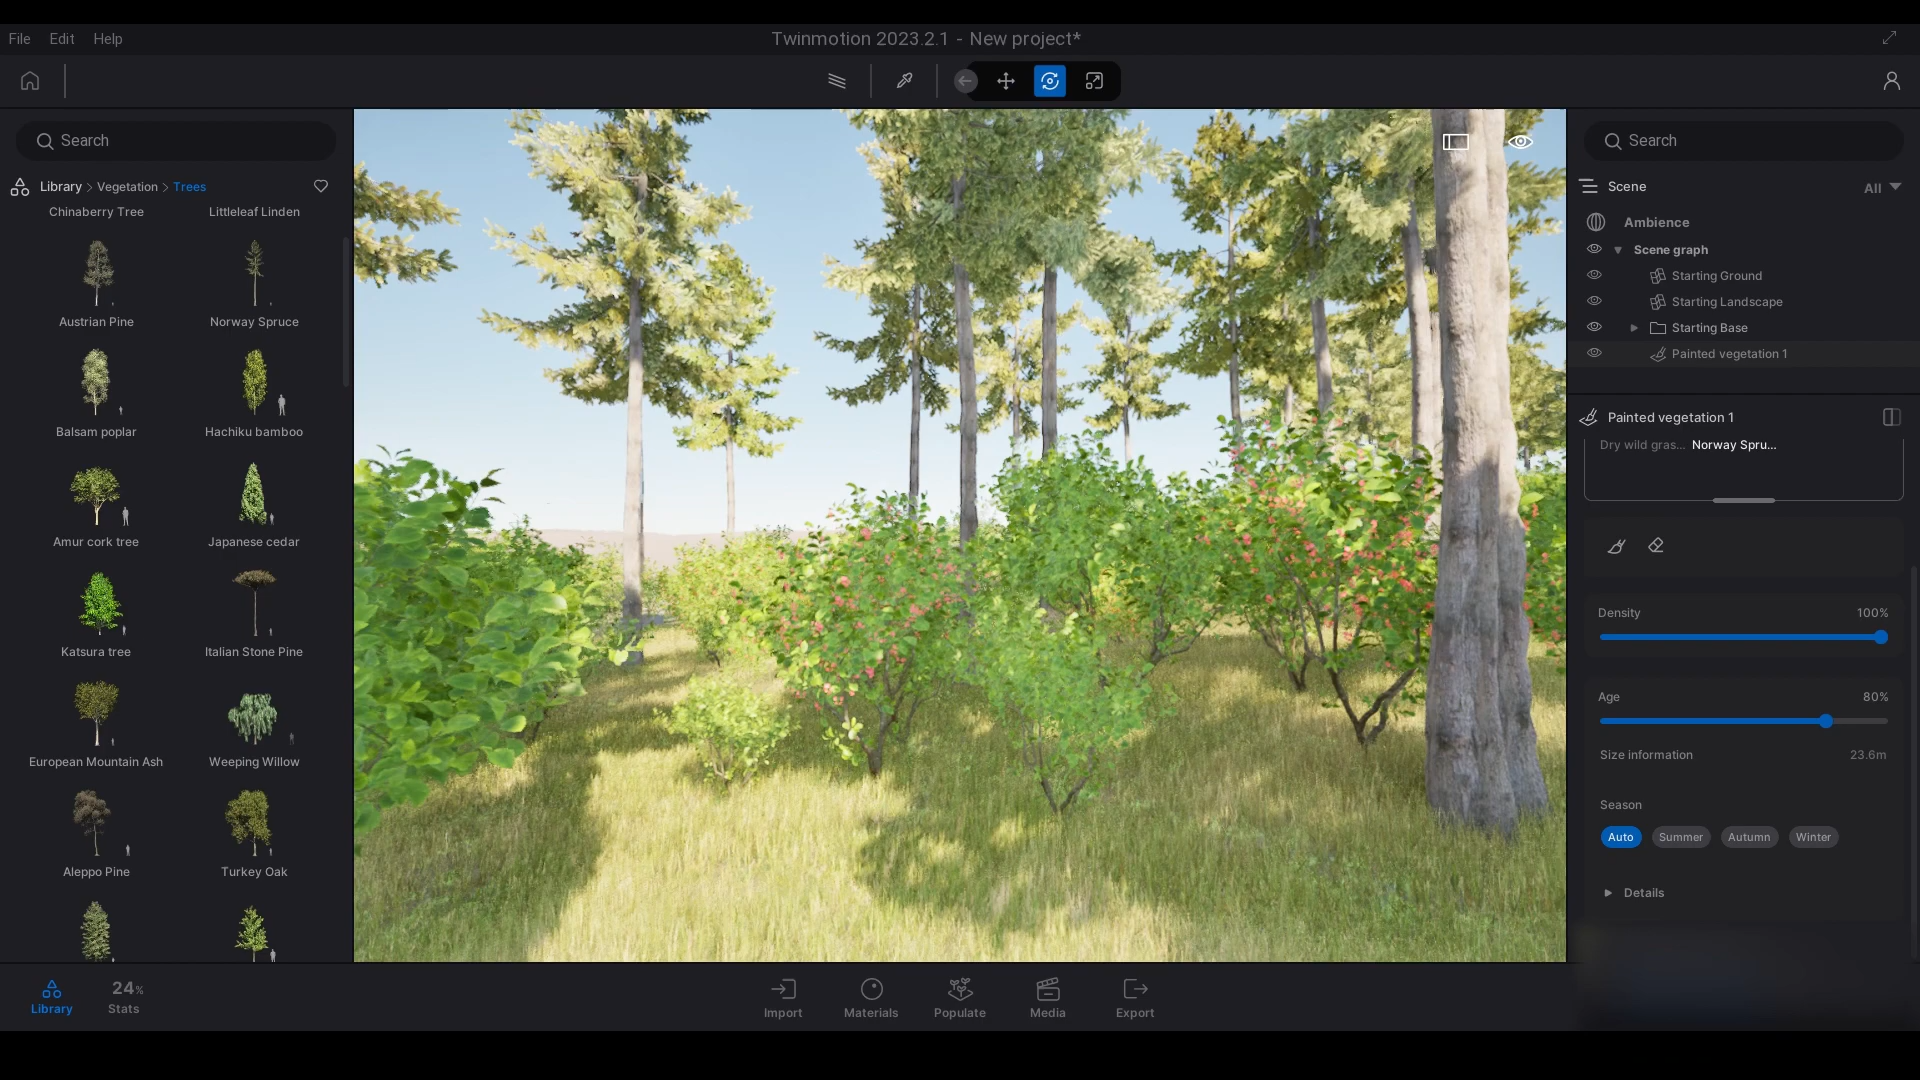 File Edit Help
Twinmotion 2023.2.1 - New project*
Search
Library > Vegetation > Trees
Chinaberry Tree
Littleleaf Linden
Austrian Pine
Norway Spruce
Balsam poplar
Hachiku bamboo
Amur cork tree
Japanese cedar
Katsura tree
Italian Stone Pine
European Mountain Ash
Weeping Willow
Aleppo Pine
Turkey Oak
Search
Scene
All
Ambience
Scene graph
Starting Ground
Starting Landscape
Starting Base
Painted vegetation 1
Painted vegetation 1
Dry wild gras... Norway Spru...
Density 100%
Age 80%
Size information 23.6m
Season
Auto Summer Autumn Winter
Details
Library
24%
Stats
Import
Materials
Populate
Media
Export